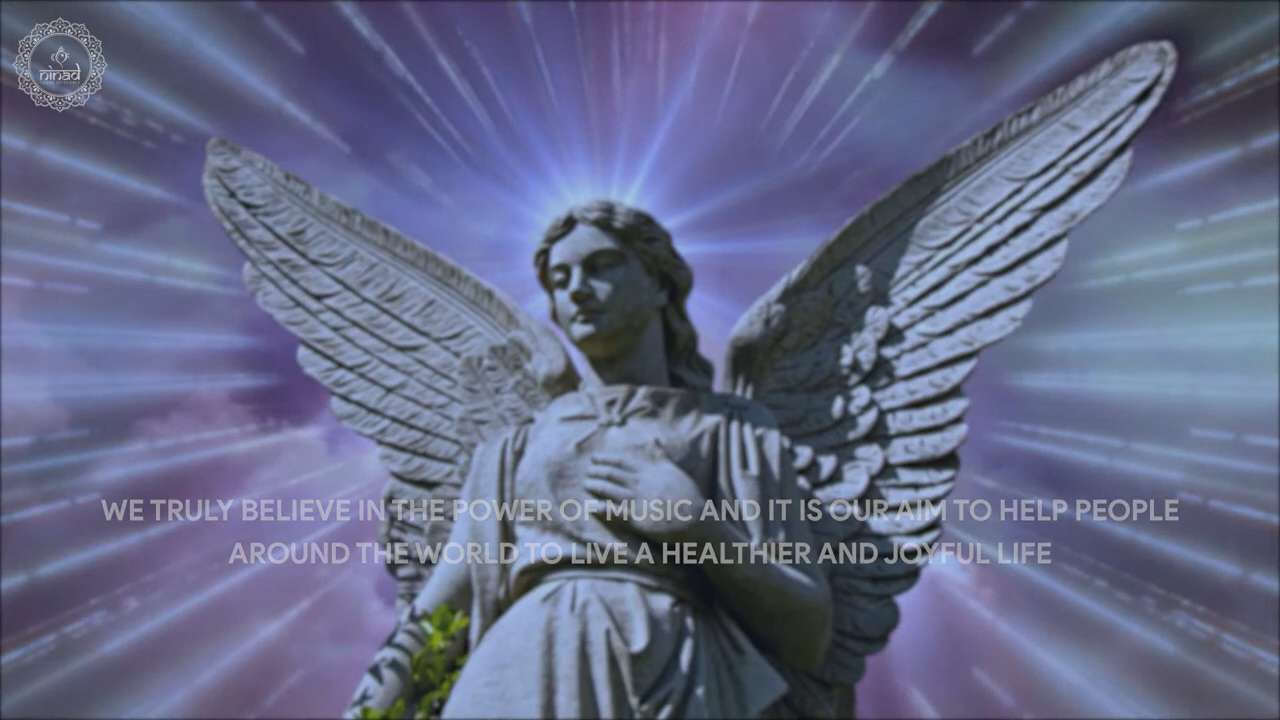 ninad
WE TRULY BELIEVE IN THE POWER OF MUSIC AND IT IS OUR AIM TO HELP PEOPLE
AROUND THE WORLD TO LIVE A HEALTHIER AND JOYFUL LIFE